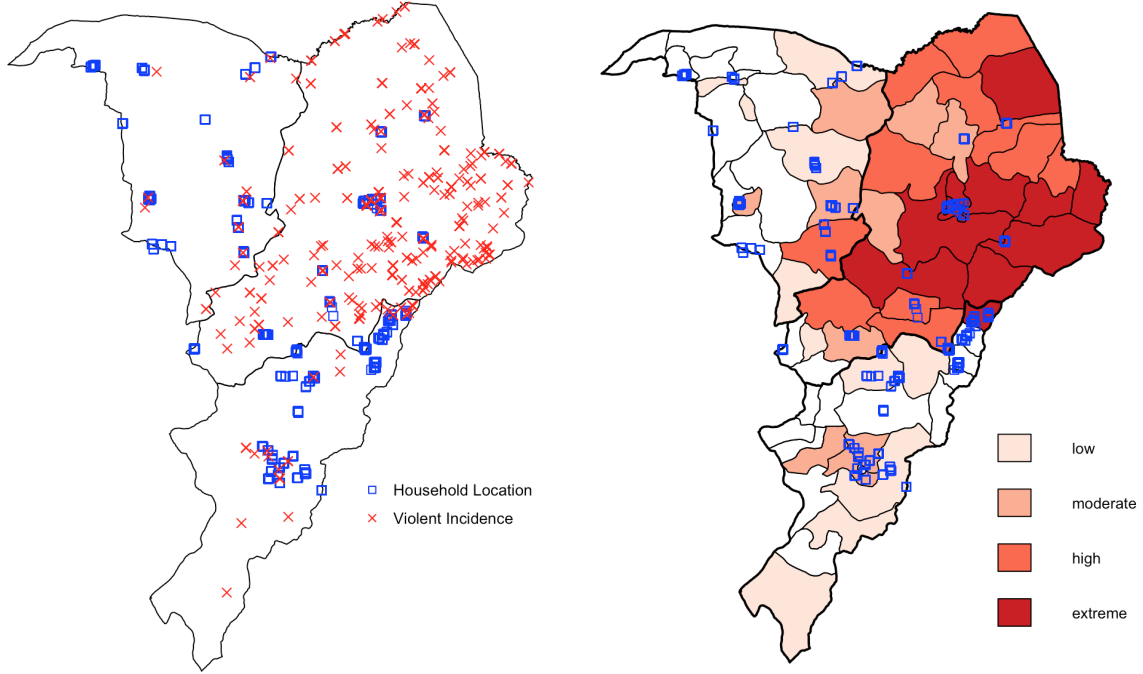 Household Location
Violent Incidence
low
moderate
high
extreme